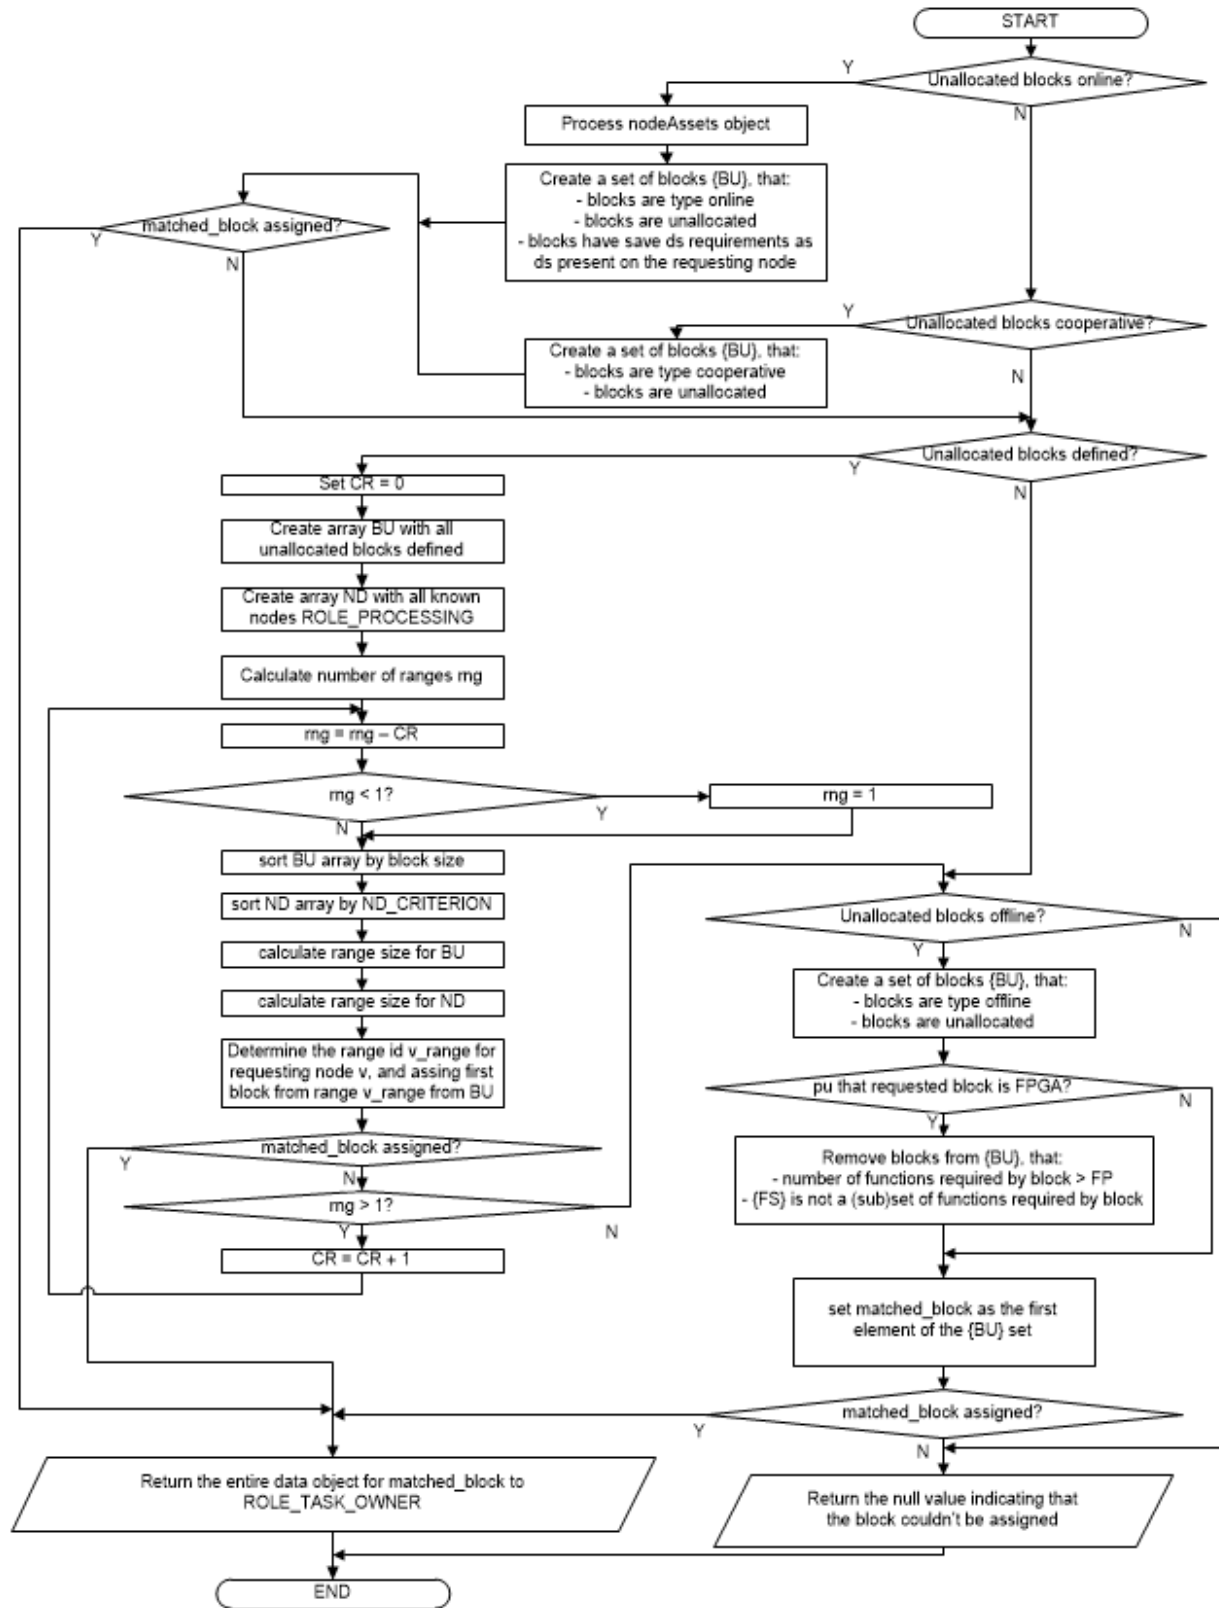 START
Unallocated blocks online?
Y
N
Process nodeAssets object
Create a set of blocks {BU}, that:
- blocks are type online
- blocks are unallocated
- blocks have save ds requirements as
ds present on the requesting node
matched_block assigned?
Y
N
Unallocated blocks cooperative?
Y
N
Create a set of blocks {BU}, that:
- blocks are type cooperative
- blocks are unallocated
Unallocated blocks defined?
Y
N
Set CR = 0
Create array BU with all
unallocated blocks defined
Create array ND with all known
nodes ROLE_PROCESSING
Calculate number of ranges rng
rng = rng – CR
rng < 1?
Y
N
rng = 1
sort BU array by block size
sort ND array by ND_CRITERION
calculate range size for BU
calculate range size for ND
Determine the range id v_range for
requesting node v, and assing first
block from range v_range from BU
matched_block assigned?
Y
N
rng > 1?
Y
N
CR = CR + 1
Unallocated blocks offline?
Y
N
Create a set of blocks {BU}, that:
- blocks are type offline
- blocks are unallocated
pu that requested block is FPGA?
Y
N
Remove blocks from {BU}, that:
- number of functions required by block > FP
- {FS} is not a (sub)set of functions required by block
set matched_block as the first
element of the {BU} set
matched_block assigned?
Y
N
Return the entire data object for matched_block to
ROLE_TASK_OWNER
Return the null value indicating that
the block couldn't be assigned
END